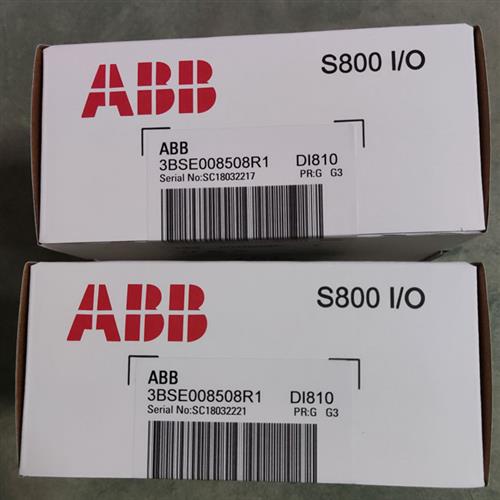 ABB
S800 I/O
ABB
3BSE008508R1 DI810
Serial No:SC18032217 PR:G G3
ABB
S800 I/O
ABB
3BSE008508R1 DI810
Serial No:SC18032221 PR:G G3